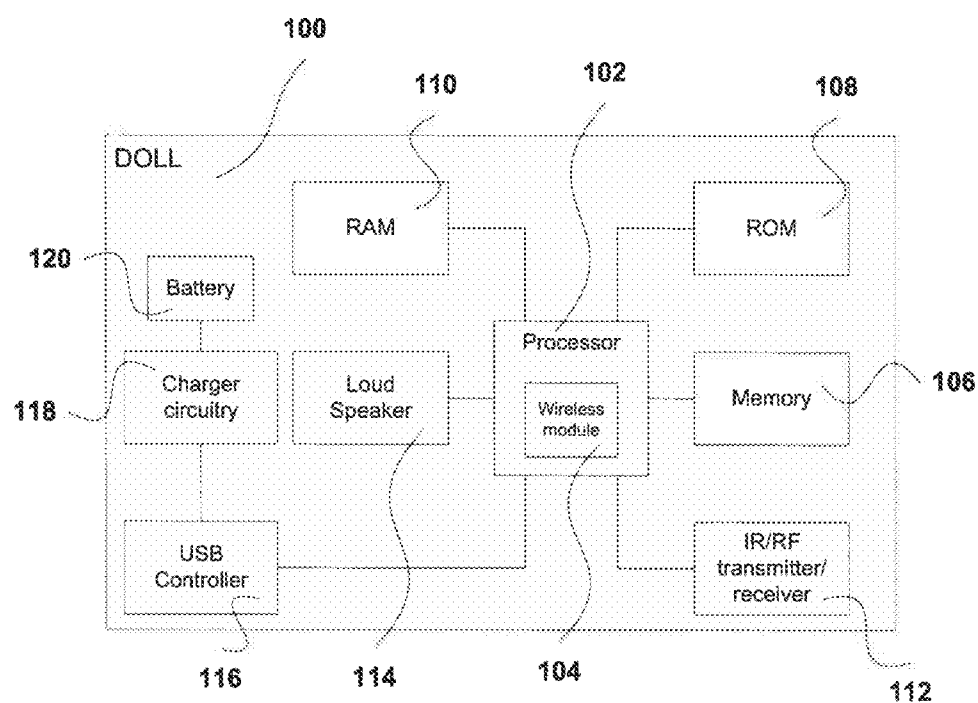 100
110
102
108
DOLL
RAM
ROM
120
Battery
Processor
Charger
circuitry
Loud
Speaker
Wireless
module
Memory
106
118
USB
Controller
IR/RF
transmitter/
receiver
116
114
104
112